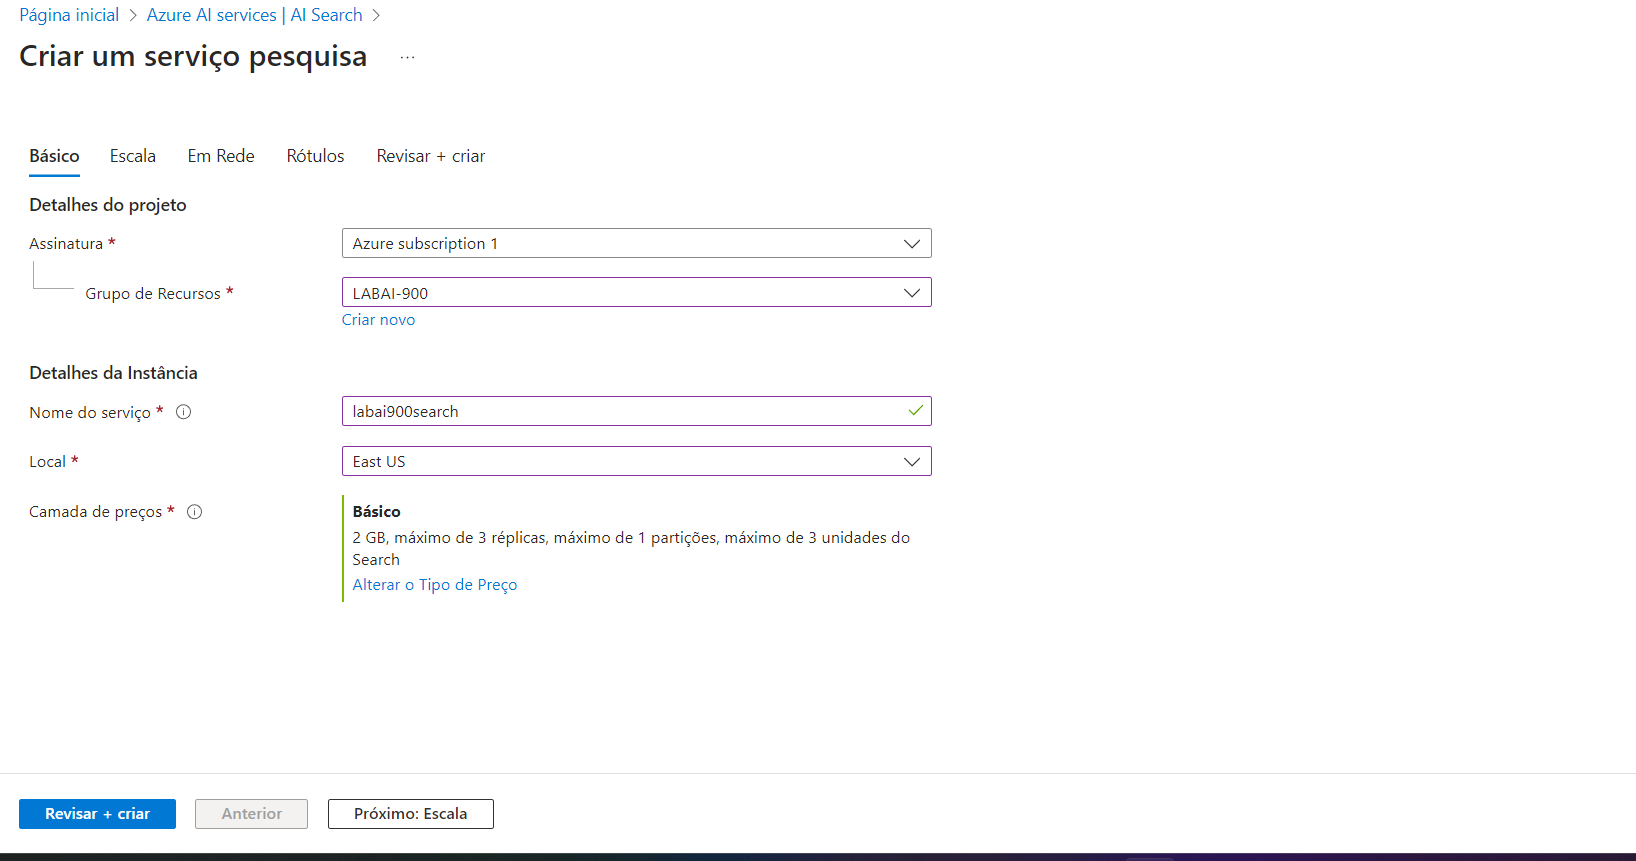 Página inicial > Azure AI services | AI Search >
Criar um serviço pesquisa ...
Básico Escala Em Rede Rótulos Revisar + criar
Detalhes do projeto
Assinatura * Azure subscription 1
Grupo de Recursos * LABAI-900
Criar novo
Detalhes da Instância
Nome do serviço * labai900search
Local * East US
Camada de preços * Básico
2 GB, máximo de 3 réplicas, máximo de 1 partições, máximo de 3 unidades do
Search
Alterar o Tipo de Preço
Revisar + criar Anterior Próximo: Escala